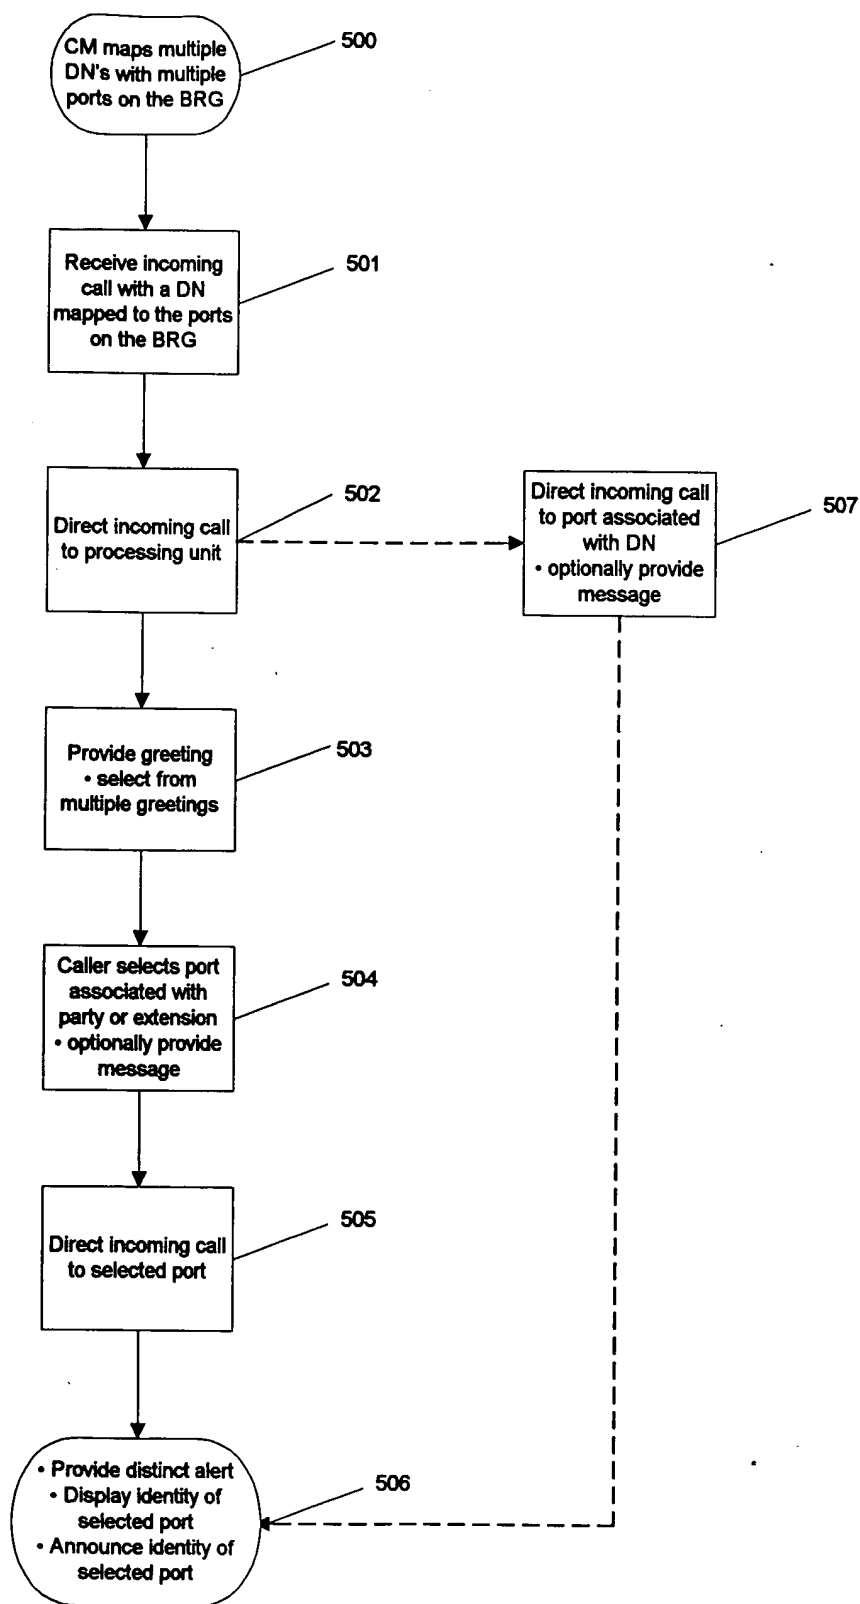 CM maps multiple
DN's with multiple
ports on the BRG
500
Receive incoming
call with a DN
mapped to the ports
on the BRG
501
Direct incoming call
to processing unit
502
Direct incoming call
to port associated
with DN
• optionally provide
message
507
Provide greeting
• select from
multiple greetings
503
Caller selects port
associated with
party or extension
• optionally provide
message
504
Direct incoming call
to selected port
505
• Provide distinct alert
• Display identity of
selected port
• Announce identity of
selected port
506